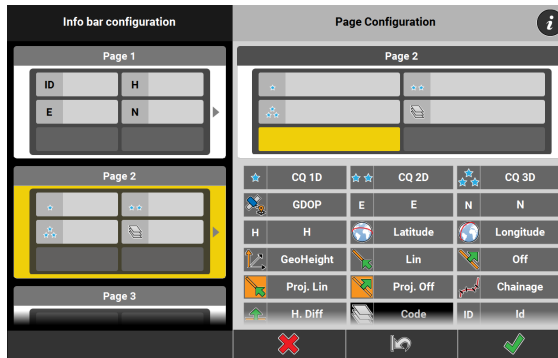 Info bar configuration
Page Configuration
i
Page 1
ID
H
E
N
Page 2
Page 3
Page 2
CQ 1D
CQ 2D
CQ 3D
GDOP
E
E
N
N
H
H
Latitude
Longitude
GeoHeight
Lin
Off
Proj. Lin
Proj. Off
Chainage
H. Diff
Code
ID
Id